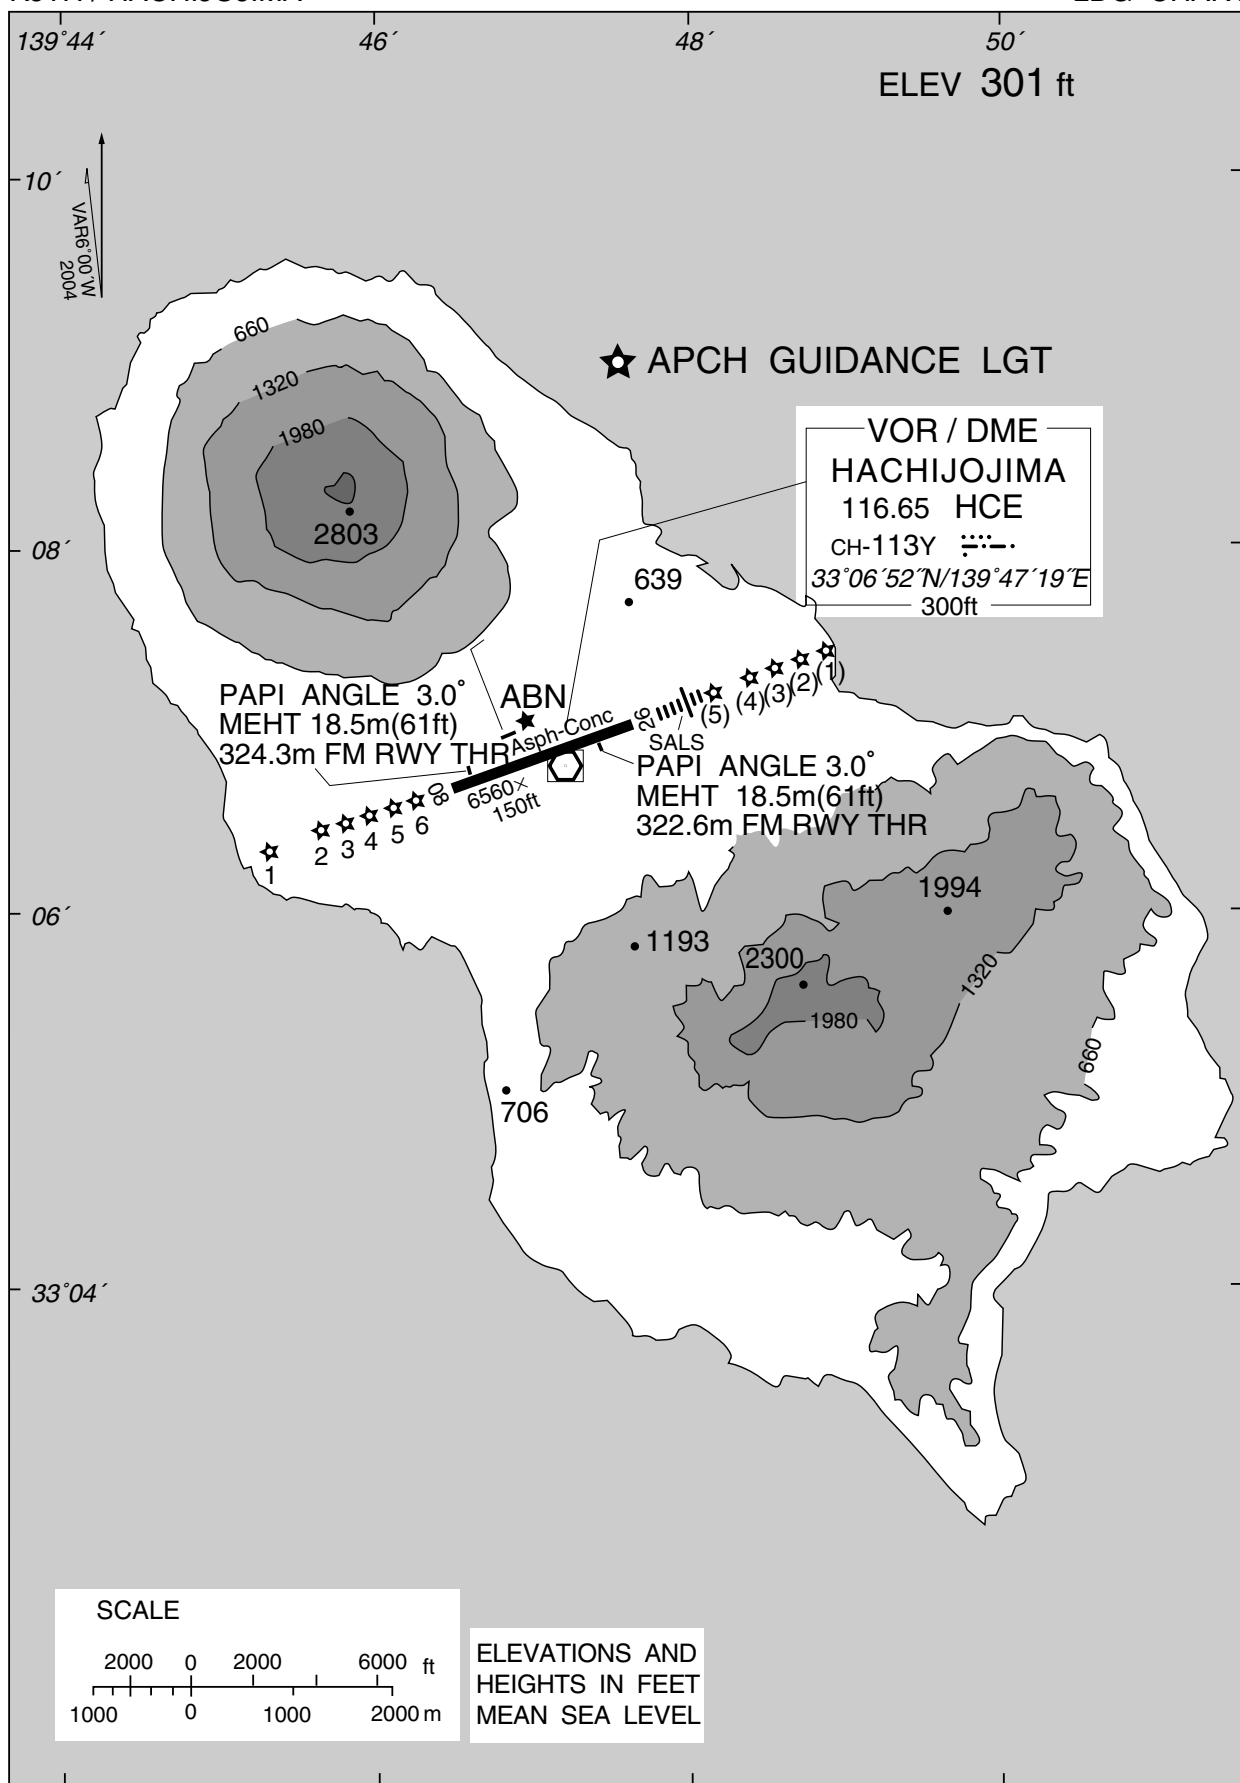 139°44´
46´
48´
50´
ELEV 301 ft
10´
VAR6°00´W
2004
660
1320
1980
2803
APCH GUIDANCE LGT
VOR / DME
HACHIJOJIMA
116.65 HCE
CH-113Y
33°06´52˝N/139°47´19˝E
300ft
08´
639
PAPI ANGLE 3.0°
MEHT 18.5m(61ft)
324.3m FM RWY THR
ABN
Asph-Conc
26
SALS
(5)
(4)
(3)
(2)
(1)
08
6560×
150ft
PAPI ANGLE 3.0°
MEHT 18.5m(61ft)
322.6m FM RWY THR
1
2
3
4
5
6
06´
1994
1193
2300
1980
1320
660
706
33°04´
SCALE
2000 0 2000 6000 ft
1000 0 1000 2000 m
ELEVATIONS AND
HEIGHTS IN FEET
MEAN SEA LEVEL